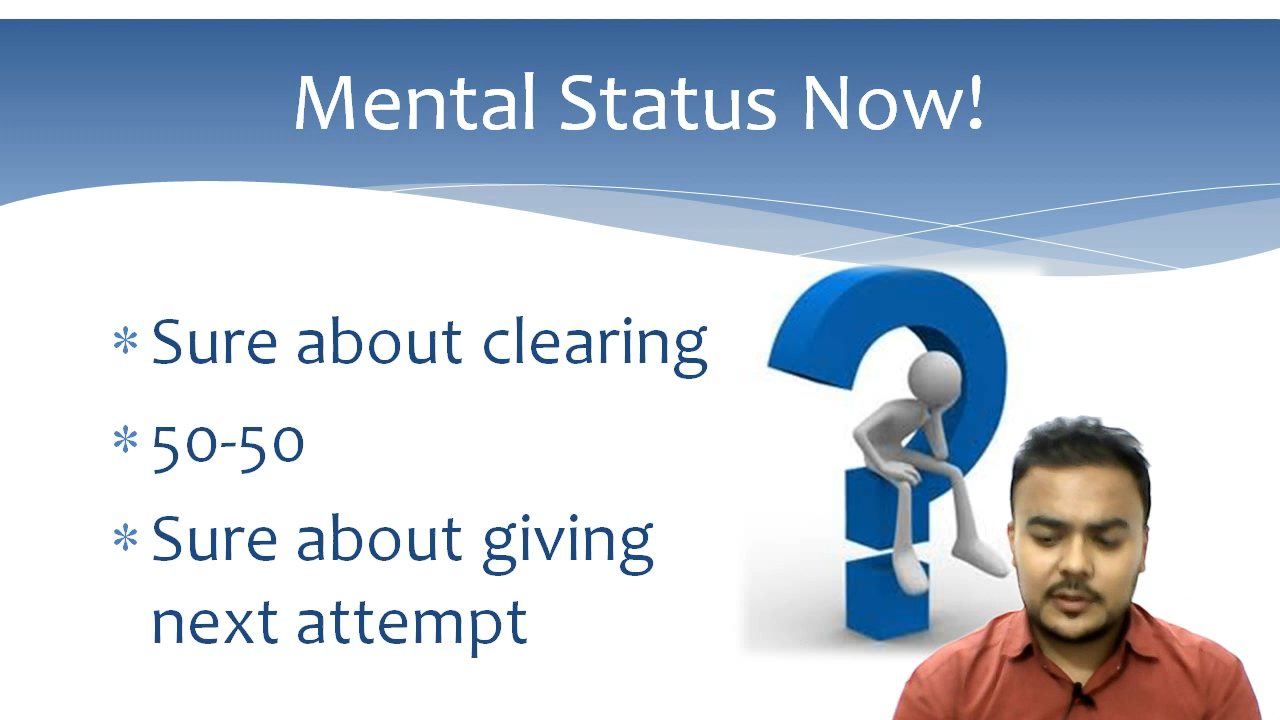 Mental Status Now!
* Sure about clearing
* 50-50
* Sure about giving
next attempt